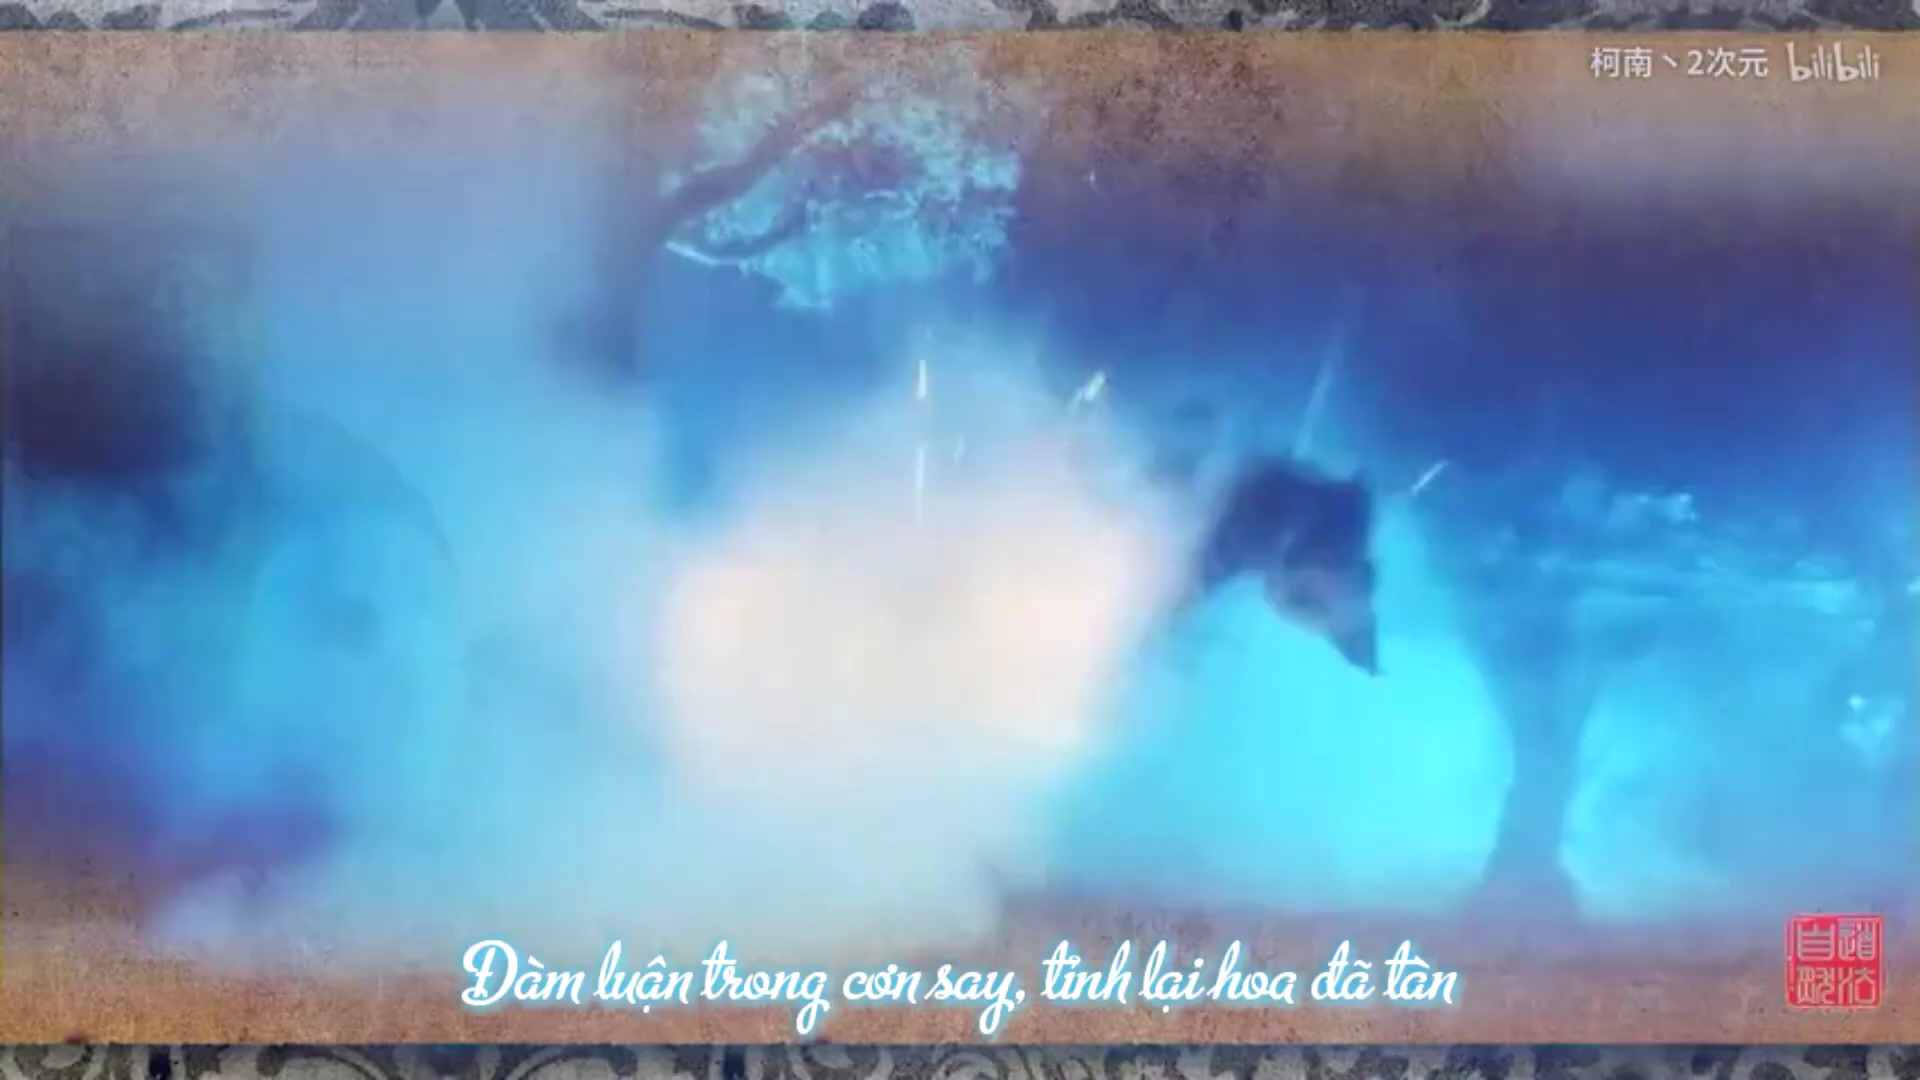 柯南丶2次元 bilibili
Đàm luận trong cơn say, tỉnh lại hoa đã tàn